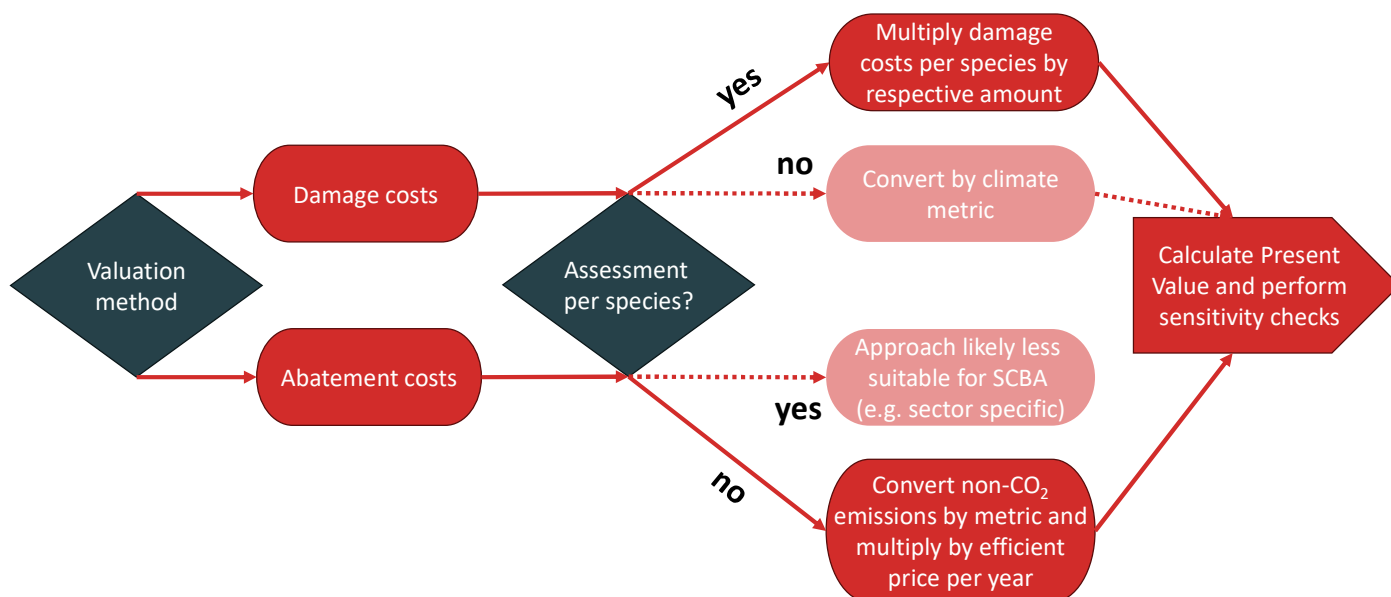 Valuation
method
Damage costs
Abatement costs
Assessment
per species?
yes
Multiply damage
costs per species by
respective amount
no
Convert by climate
metric
Approach likely less
suitable for SCBA
(e.g. sector specific)
yes
no
Convert non-CO₂
emissions by metric and
multiply by efficient
price per year
Calculate Present
Value and perform
sensitivity checks